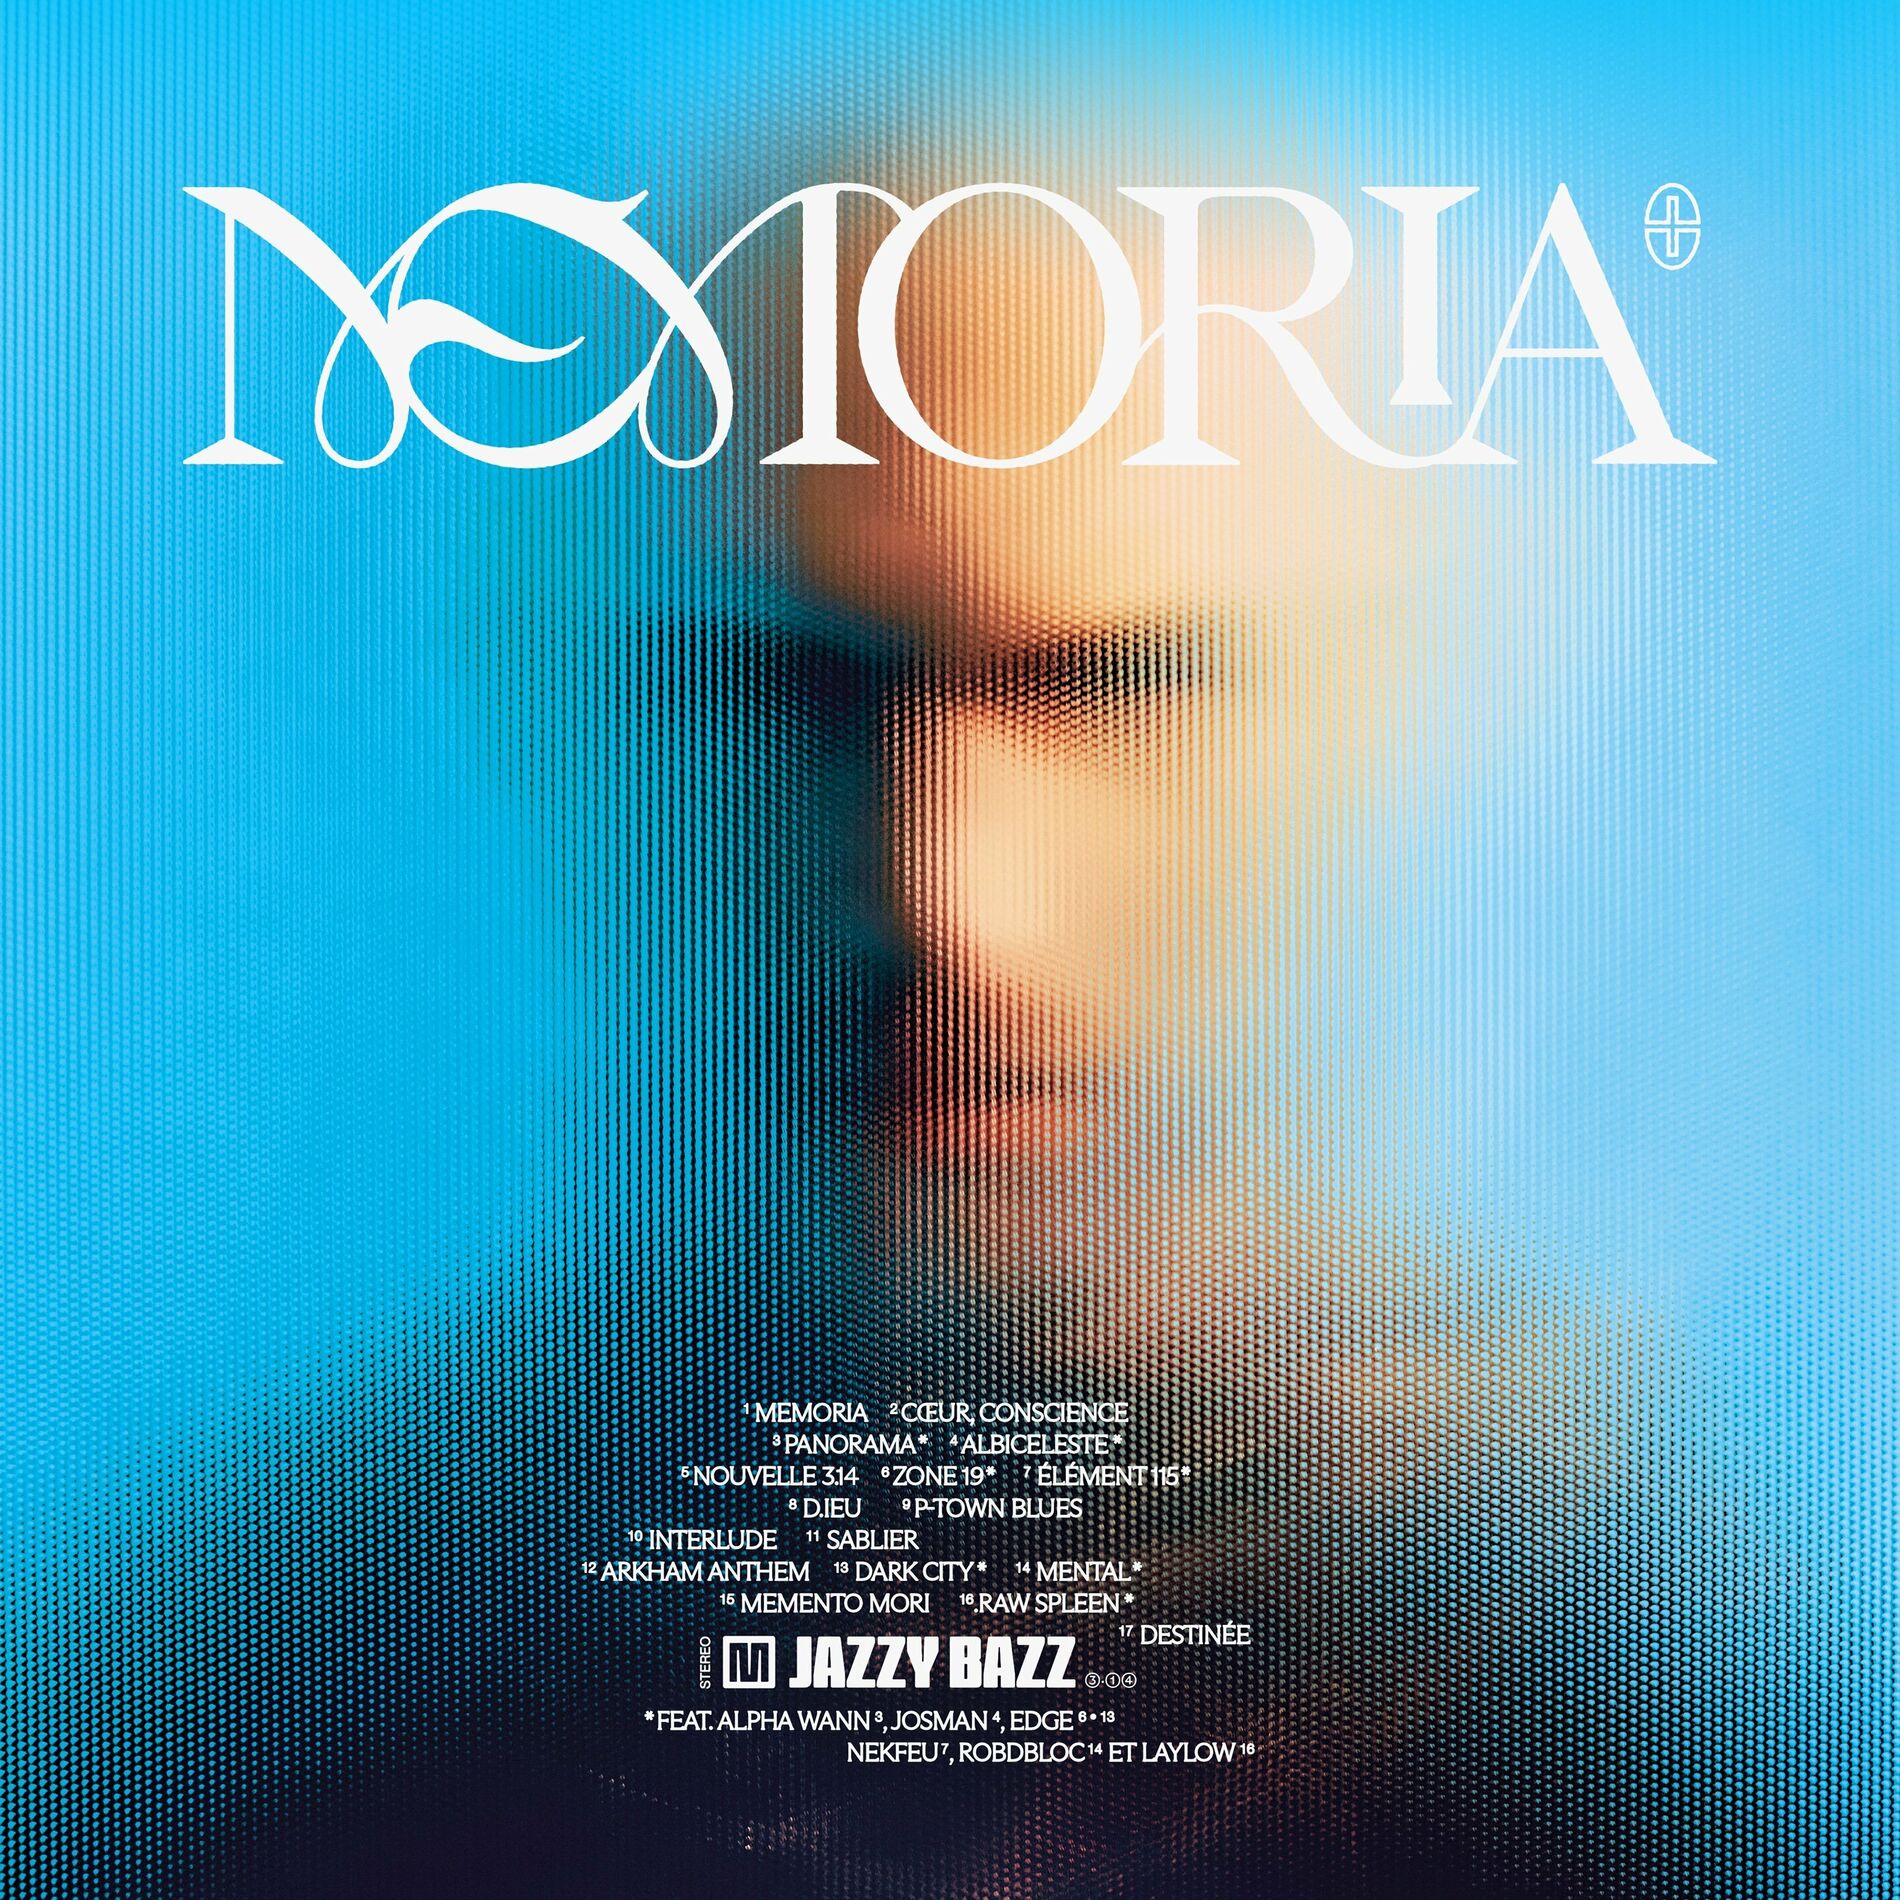 MEMORIA
1 MEMORIA 2 CŒUR, CONSCIENCE
3 PANORAMA* 4 ALBICELESTE*
5 NOUVELLE 3.14 6 ZONE 19* 7 ÉLÉMENT 115*
8 D.IEU 9 P-TOWN BLUES
10 INTERLUDE 11 SABLIER
12 ARKHAM ANTHEM 13 DARK CITY* 14 MENTAL*
15 MEMENTO MORI 16.RAW SPLEEN*
17 DESTINÉE
STEREO M JAZZY BAZZ 3·14
*FEAT. ALPHA WANN 3, JOSMAN 4, EDGE 6•13
NEKFEU 7, ROBDBLOC 14 ET LAYLOW 16